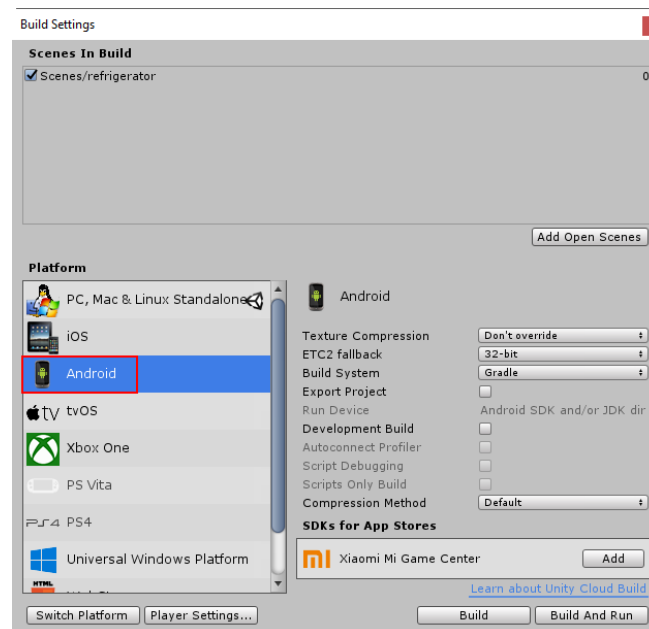 Build Settings
Scenes In Build
Scenes/refrigerator 0
Add Open Scenes
Platform
PC, Mac & Linux Standalone
iOS
Android
tv tvOS
Xbox One
PS Vita
PS4 PS4
Universal Windows Platform
HTML
Android
Texture Compression Don't override
ETC2 fallback 32-bit
Build System Gradle
Export Project
Run Device Android SDK and/or JDK dir
Development Build
Autoconnect Profiler
Script Debugging
Scripts Only Build
Compression Method Default
SDKs for App Stores
mi Xiaomi Mi Game Center Add
Learn about Unity Cloud Build
Switch Platform Player Settings... Build Build And Run